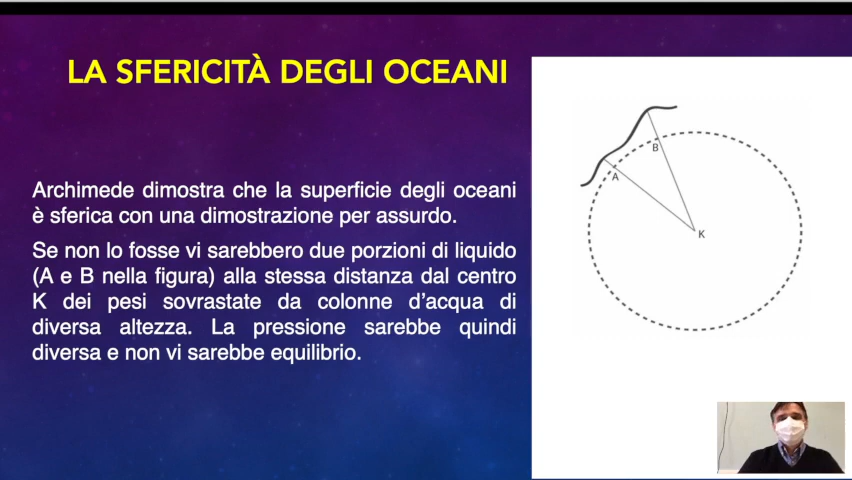 LA SFERICITÀ DEGLI OCEANI
Archimede dimostra che la superficie degli oceani
è sferica con una dimostrazione per assurdo.
Se non lo fosse vi sarebbero due porzioni di liquido
(A e B nella figura) alla stessa distanza dal centro
K dei pesi sovrastate da colonne d'acqua di
diversa altezza. La pressione sarebbe quindi
diversa e non vi sarebbe equilibrio.
B
A
K